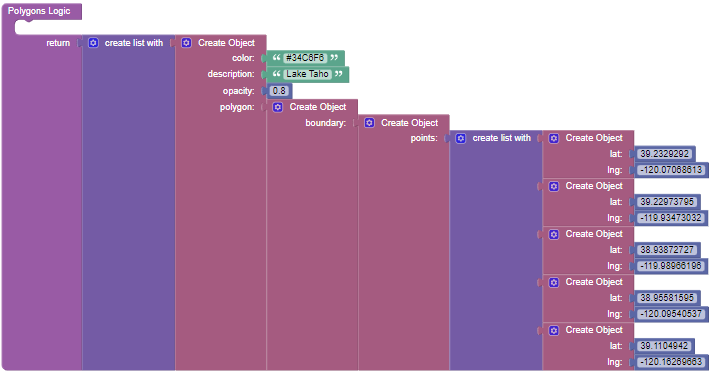 Polygons Logic
return create list with Create Object
color: “ #34C6F6 ”
description: “ Lake Taho ”
opacity: 0.8
polygon: Create Object
boundary: Create Object
points: create list with Create Object
lat: 39.2329292
lng: -120.07068613
Create Object
lat: 39.22973795
lng: -119.93473032
Create Object
lat: 38.93872727
lng: -119.98966196
Create Object
lat: 38.95681595
lng: -120.09540537
Create Object
lat: 39.1104942
lng: -120.16269663